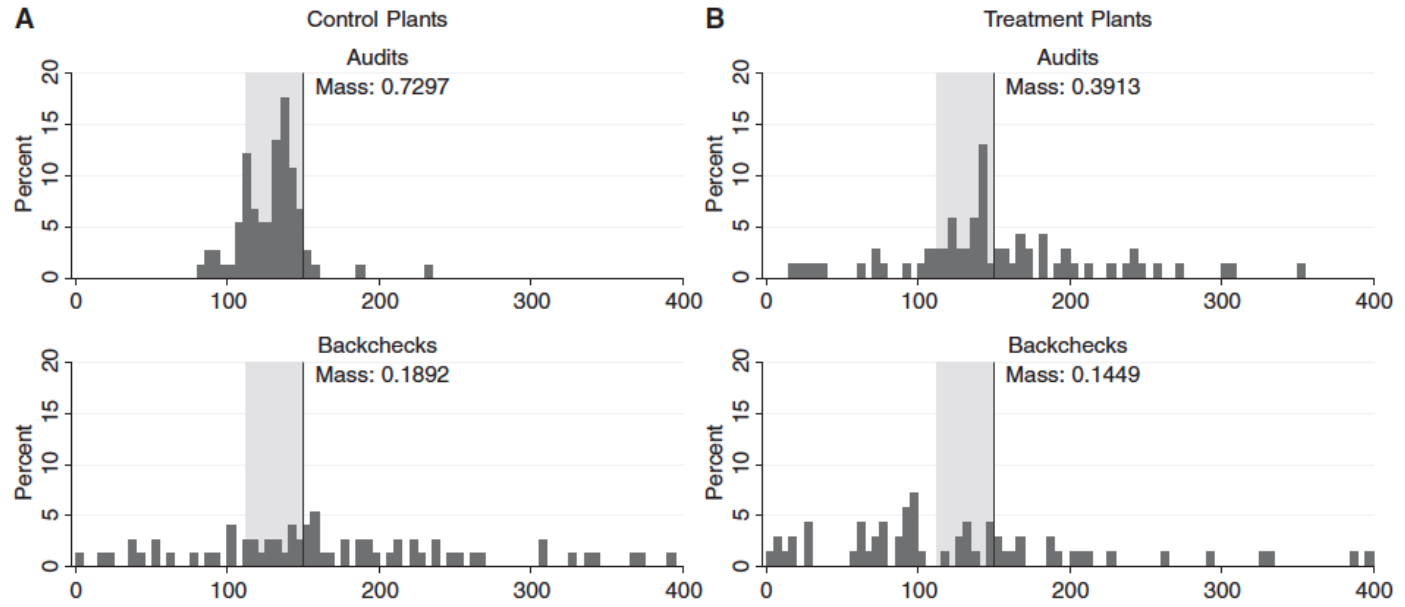 A Control Plants
Audits
Mass: 0.7297
Percent
20
15
10
5
0
0 100 200 300 400
Backchecks
Mass: 0.1892
Percent
20
15
10
5
0
0 100 200 300 400
B Treatment Plants
Audits
Mass: 0.3913
Percent
20
15
10
5
0
0 100 200 300 400
Backchecks
Mass: 0.1449
Percent
20
15
10
5
0
0 100 200 300 400